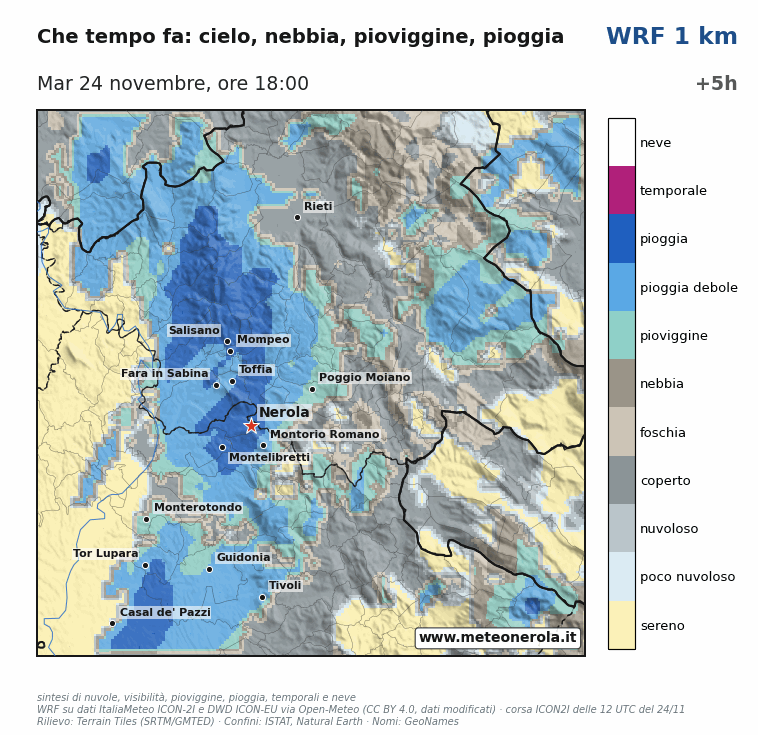 Che tempo fa: cielo, nebbia, pioviggine, pioggia
WRF 1 km
Mar 24 novembre, ore 18:00
+5h
neve
temporale
pioggia
pioggia debole
pioviggine
nebbia
foschia
coperto
nuvoloso
poco nuvoloso
sereno
Rieti
Salisano
Mompeo
Fara in Sabina
Toffia
Poggio Moiano
Nerola
Montorio Romano
Montelibretti
Monterotondo
Tor Lupara
Guidonia
Tivoli
Casal de' Pazzi
www.meteonerola.it
sintesi di nuvole, visibilità, pioviggine, pioggia, temporali e neve
WRF su dati ItaliaMeteo ICON-2I e DWD ICON-EU via Open-Meteo (CC BY 4.0, dati modificati) · corsa ICON2I delle 12 UTC del 24/11
Rilievo: Terrain Tiles (SRTM/GMTED) · Confini: ISTAT, Natural Earth · Nomi: GeoNames